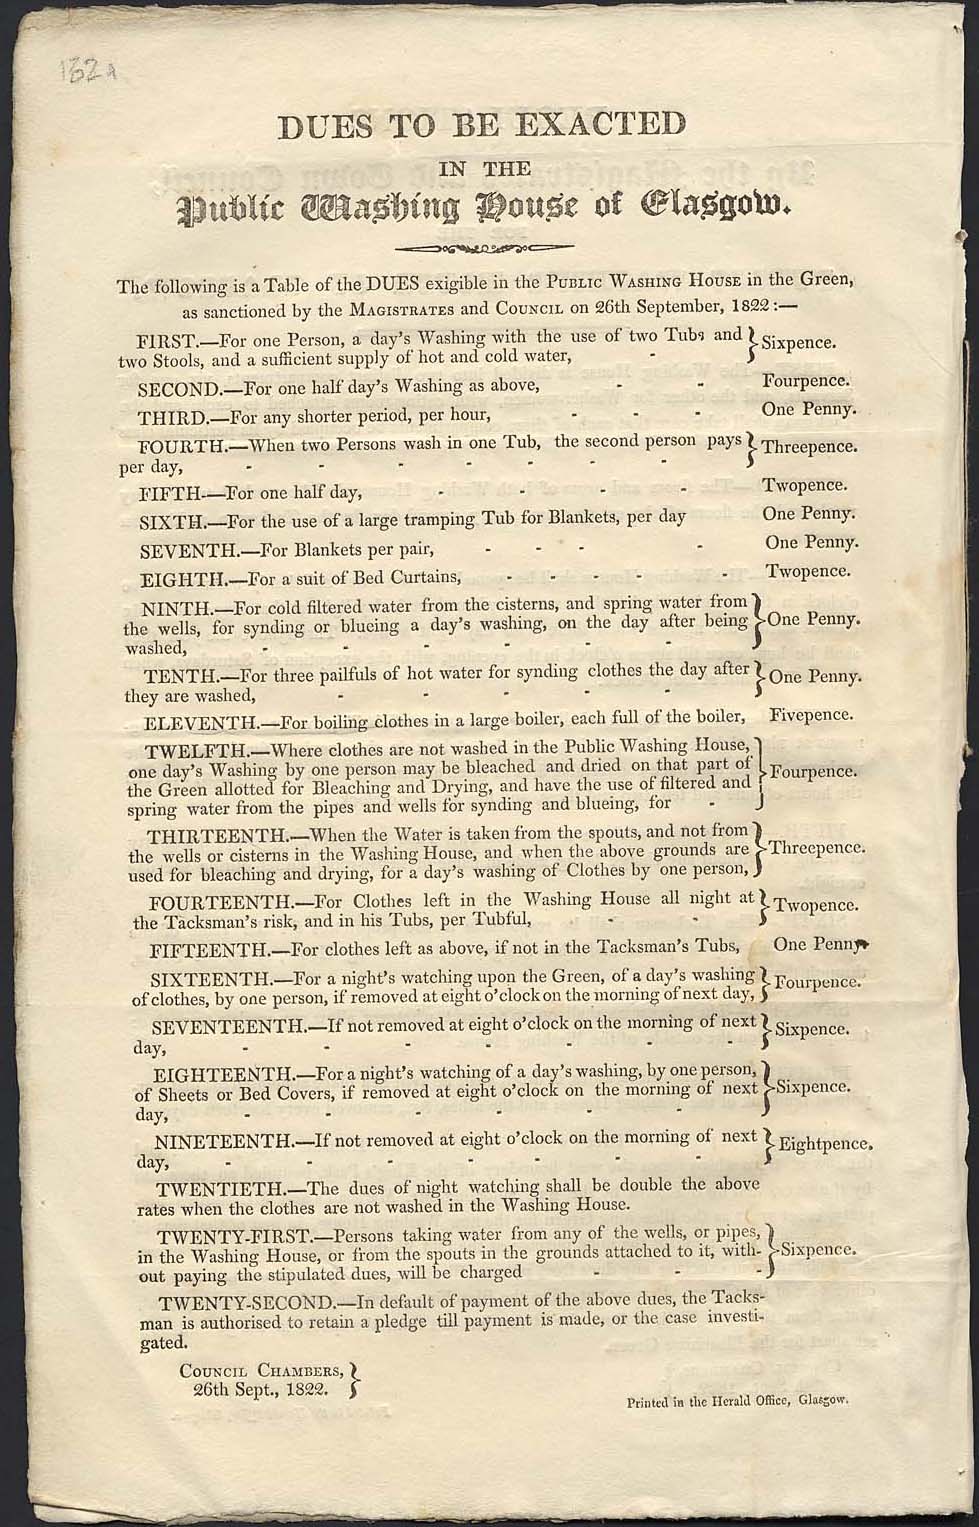 162a
DUES TO BE EXACTED
IN THE
Public Washing House of Glasgow.
The following is a Table of the DUES exigible in the PUBLIC WASHING HOUSE in the Green,
as sanctioned by the MAGISTRATES and COUNCIL on 26th September, 1822:—
FIRST.—For one Person, a day's Washing with the use of two Tubs and
two Stools, and a sufficient supply of hot and cold water, - } Sixpence.
SECOND.—For one half day's Washing as above, - - Fourpence.
THIRD.—For any shorter period, per hour, - - - One Penny.
FOURTH.—When two Persons wash in one Tub, the second person pays
per day, - - - - - - - } Threepence.
FIFTH—For one half day, - - - - Twopence.
SIXTH.—For the use of a large tramping Tub for Blankets, per day One Penny.
SEVENTH.—For Blankets per pair, - - - - One Penny.
EIGHTH.—For a suit of Bed Curtains, - - - - - Twopence.
NINTH.—For cold filtered water from the cisterns, and spring water from
the wells, for synding or blueing a day's washing, on the day after being } One Penny.
washed, - - - - - -
TENTH.—For three pailfuls of hot water for synding clothes the day after
they are washed, - - - - - } One Penny.
ELEVENTH.—For boiling clothes in a large boiler, each full of the boiler, Fivepence.
TWELFTH.—Where clothes are not washed in the Public Washing House,
one day's Washing by one person may be bleached and dried on that part of
the Green allotted for Bleaching and Drying, and have the use of filtered and } Fourpence.
spring water from the pipes and wells for synding and blueing, for -
THIRTEENTH.—When the Water is taken from the spouts, and not from
the wells or cisterns in the Washing House, and when the above grounds are } Threepence.
used for bleaching and drying, for a day's washing of Clothes by one person,
FOURTEENTH.—For Clothes left in the Washing House all night at
the Tacksman's risk, and in his Tubs, per Tubful, - - } Twopence.
FIFTEENTH.—For clothes left as above, if not in the Tacksman's Tubs, One Penny
SIXTEENTH.—For a night's watching upon the Green, of a day's washing
of clothes, by one person, if removed at eight o'clock on the morning of next day, } Fourpence.
SEVENTEENTH.—If not removed at eight o'clock on the morning of next
day, - - - - - - - } Sixpence.
EIGHTEENTH.—For a night's watching of a day's washing, by one person,
of Sheets or Bed Covers, if removed at eight o'clock on the morning of next } Sixpence.
day, - - - - - -
NINETEENTH.—If not removed at eight o'clock on the morning of next
day, - - - - - - - } Eightpence.
TWENTIETH.—The dues of night watching shall be double the above
rates when the clothes are not washed in the Washing House.
TWENTY-FIRST.—Persons taking water from any of the wells, or pipes,
in the Washing House, or from the spouts in the grounds attached to it, with- } Sixpence.
out paying the stipulated dues, will be charged - - -
TWENTY-SECOND.—In default of payment of the above dues, the Tacks-
man is authorised to retain a pledge till payment is made, or the case investi-
gated.
COUNCIL CHAMBERS, }
26th Sept., 1822.
Printed in the Herald Office, Glasgow.